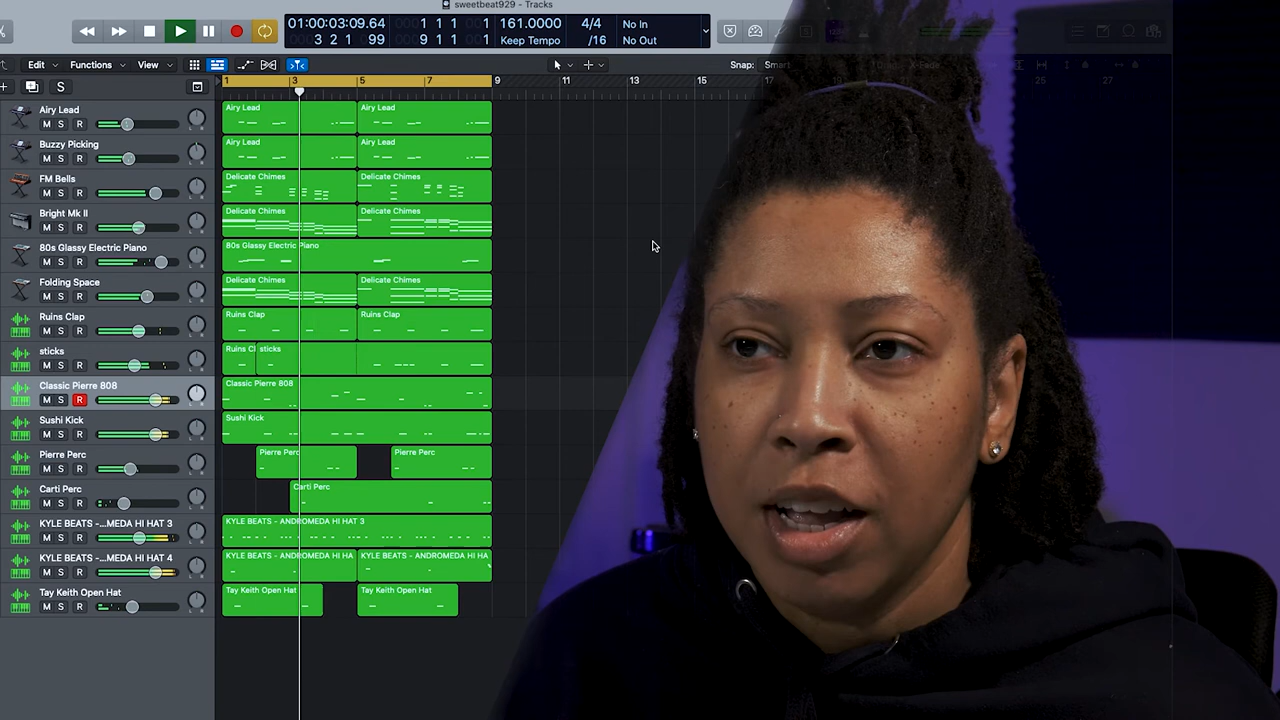 sweetbeat929 - Tracks
01:00:03:09.64 1 1 1 1 161.0000 4/4 No In
3 2 1 99 9 1 1 1 Keep Tempo /16 No Out
Edit Functions View Snap: Smart
S
1 3 5 7 9 11 13 15 17 25 27
Airy Lead Airy Lead Airy Lead
M S R
Buzzy Picking Airy Lead Airy Lead
M S R
FM Bells Delicate Chimes Delicate Chimes
M S R
Bright Mk II Delicate Chimes Delicate Chimes
M S R
80s Glassy Electric Piano 80s Glassy Electric Piano
M S R
Folding Space Delicate Chimes Delicate Chimes
M S R
Ruins Clap Ruins Clap Ruins Clap
M S R
sticks Ruins Cl sticks
M S R
Classic Pierre 808 Classic Pierre 808
M S R
Sushi Kick Sushi Kick
M S R
Pierre Perc Pierre Perc Pierre Perc
M S R
Carti Perc Carti Perc
M S R
KYLE BEATS -...MEDA HI HAT 3 KYLE BEATS - ANDROMEDA HI HAT 3
M S R
KYLE BEATS -...MEDA HI HAT 4 KYLE BEATS - ANDROMEDA HI HA KYLE BEATS - ANDROMEDA HI HA
M S R
Tay Keith Open Hat Tay Keith Open Hat Tay Keith Open Hat
M S R